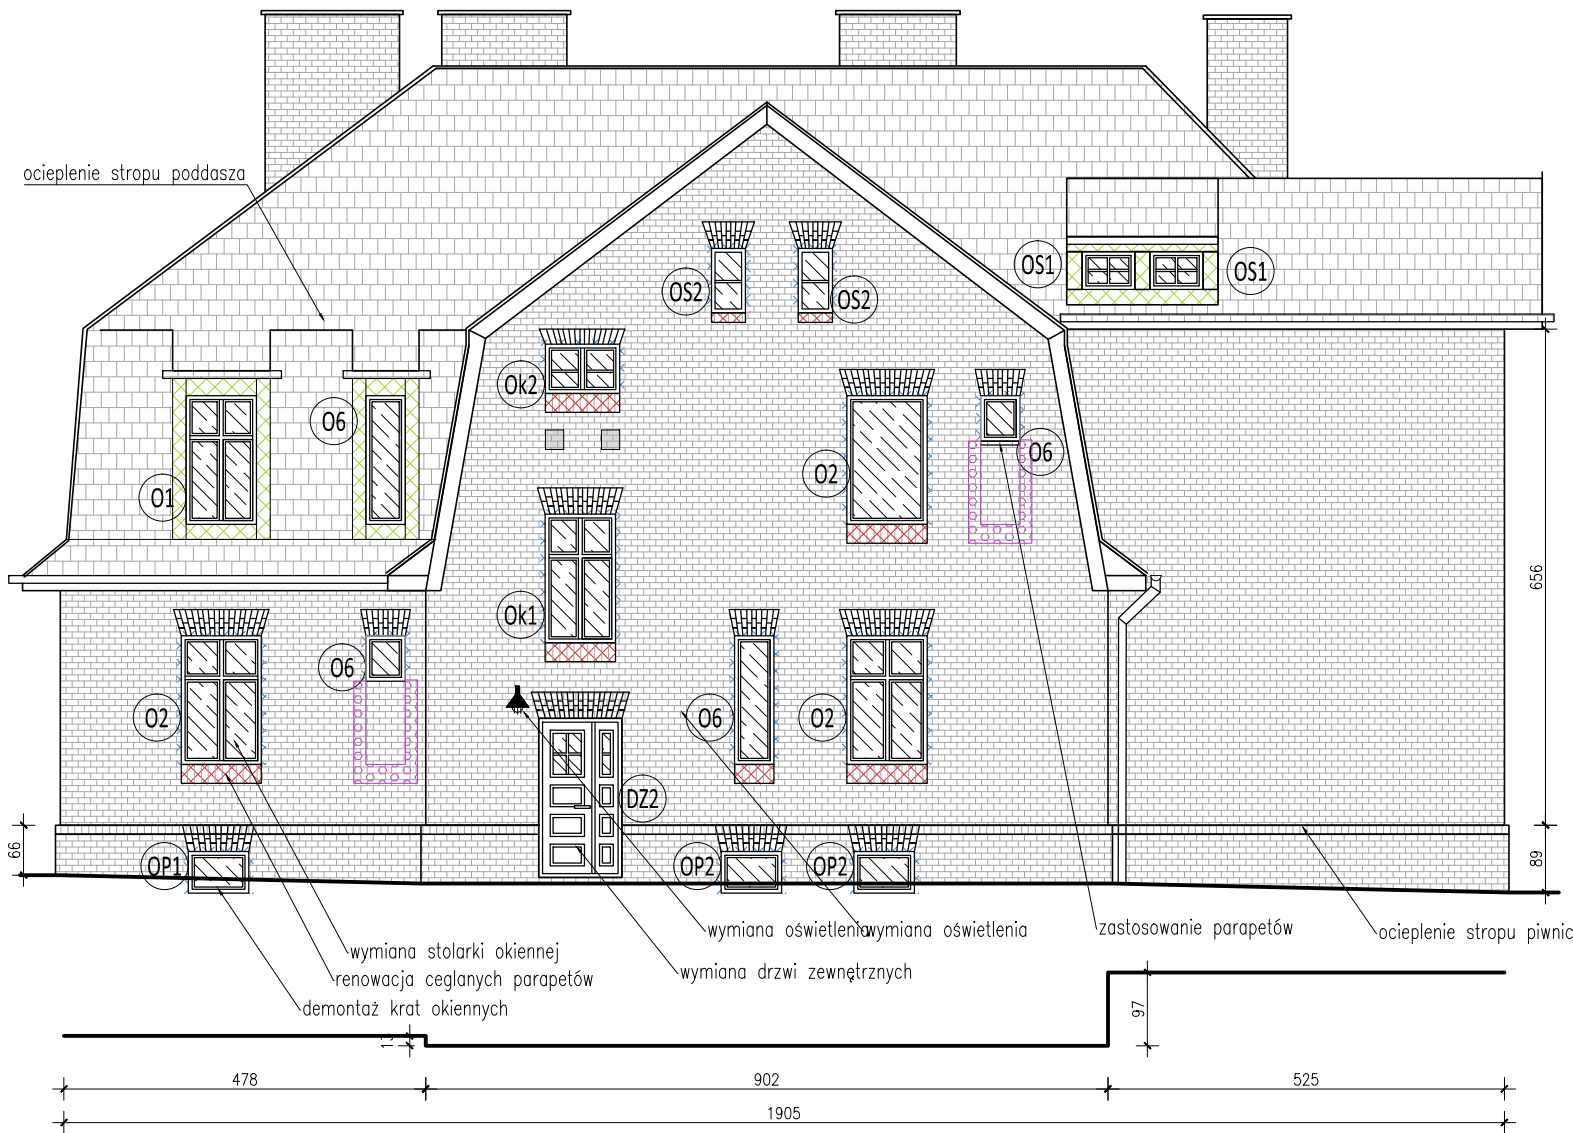 ocieplenie stropu poddasza
OS1
OS1
OS2
OS2
Ok2
O6
O2
O6
O1
656
Ok1
O6
O2
O6
O2
DZ2
66
OP1
OP2
OP2
89
wymiana oświetlenia
wymiana oświetlenia
zastosowanie parapetów
ocieplenie stropu piwnic
wymiana stolarki okiennej
wymiana drzwi zewnętrznych
renowacja ceglanych parapetów
demontaż krat okiennych
97
478
902
525
1905